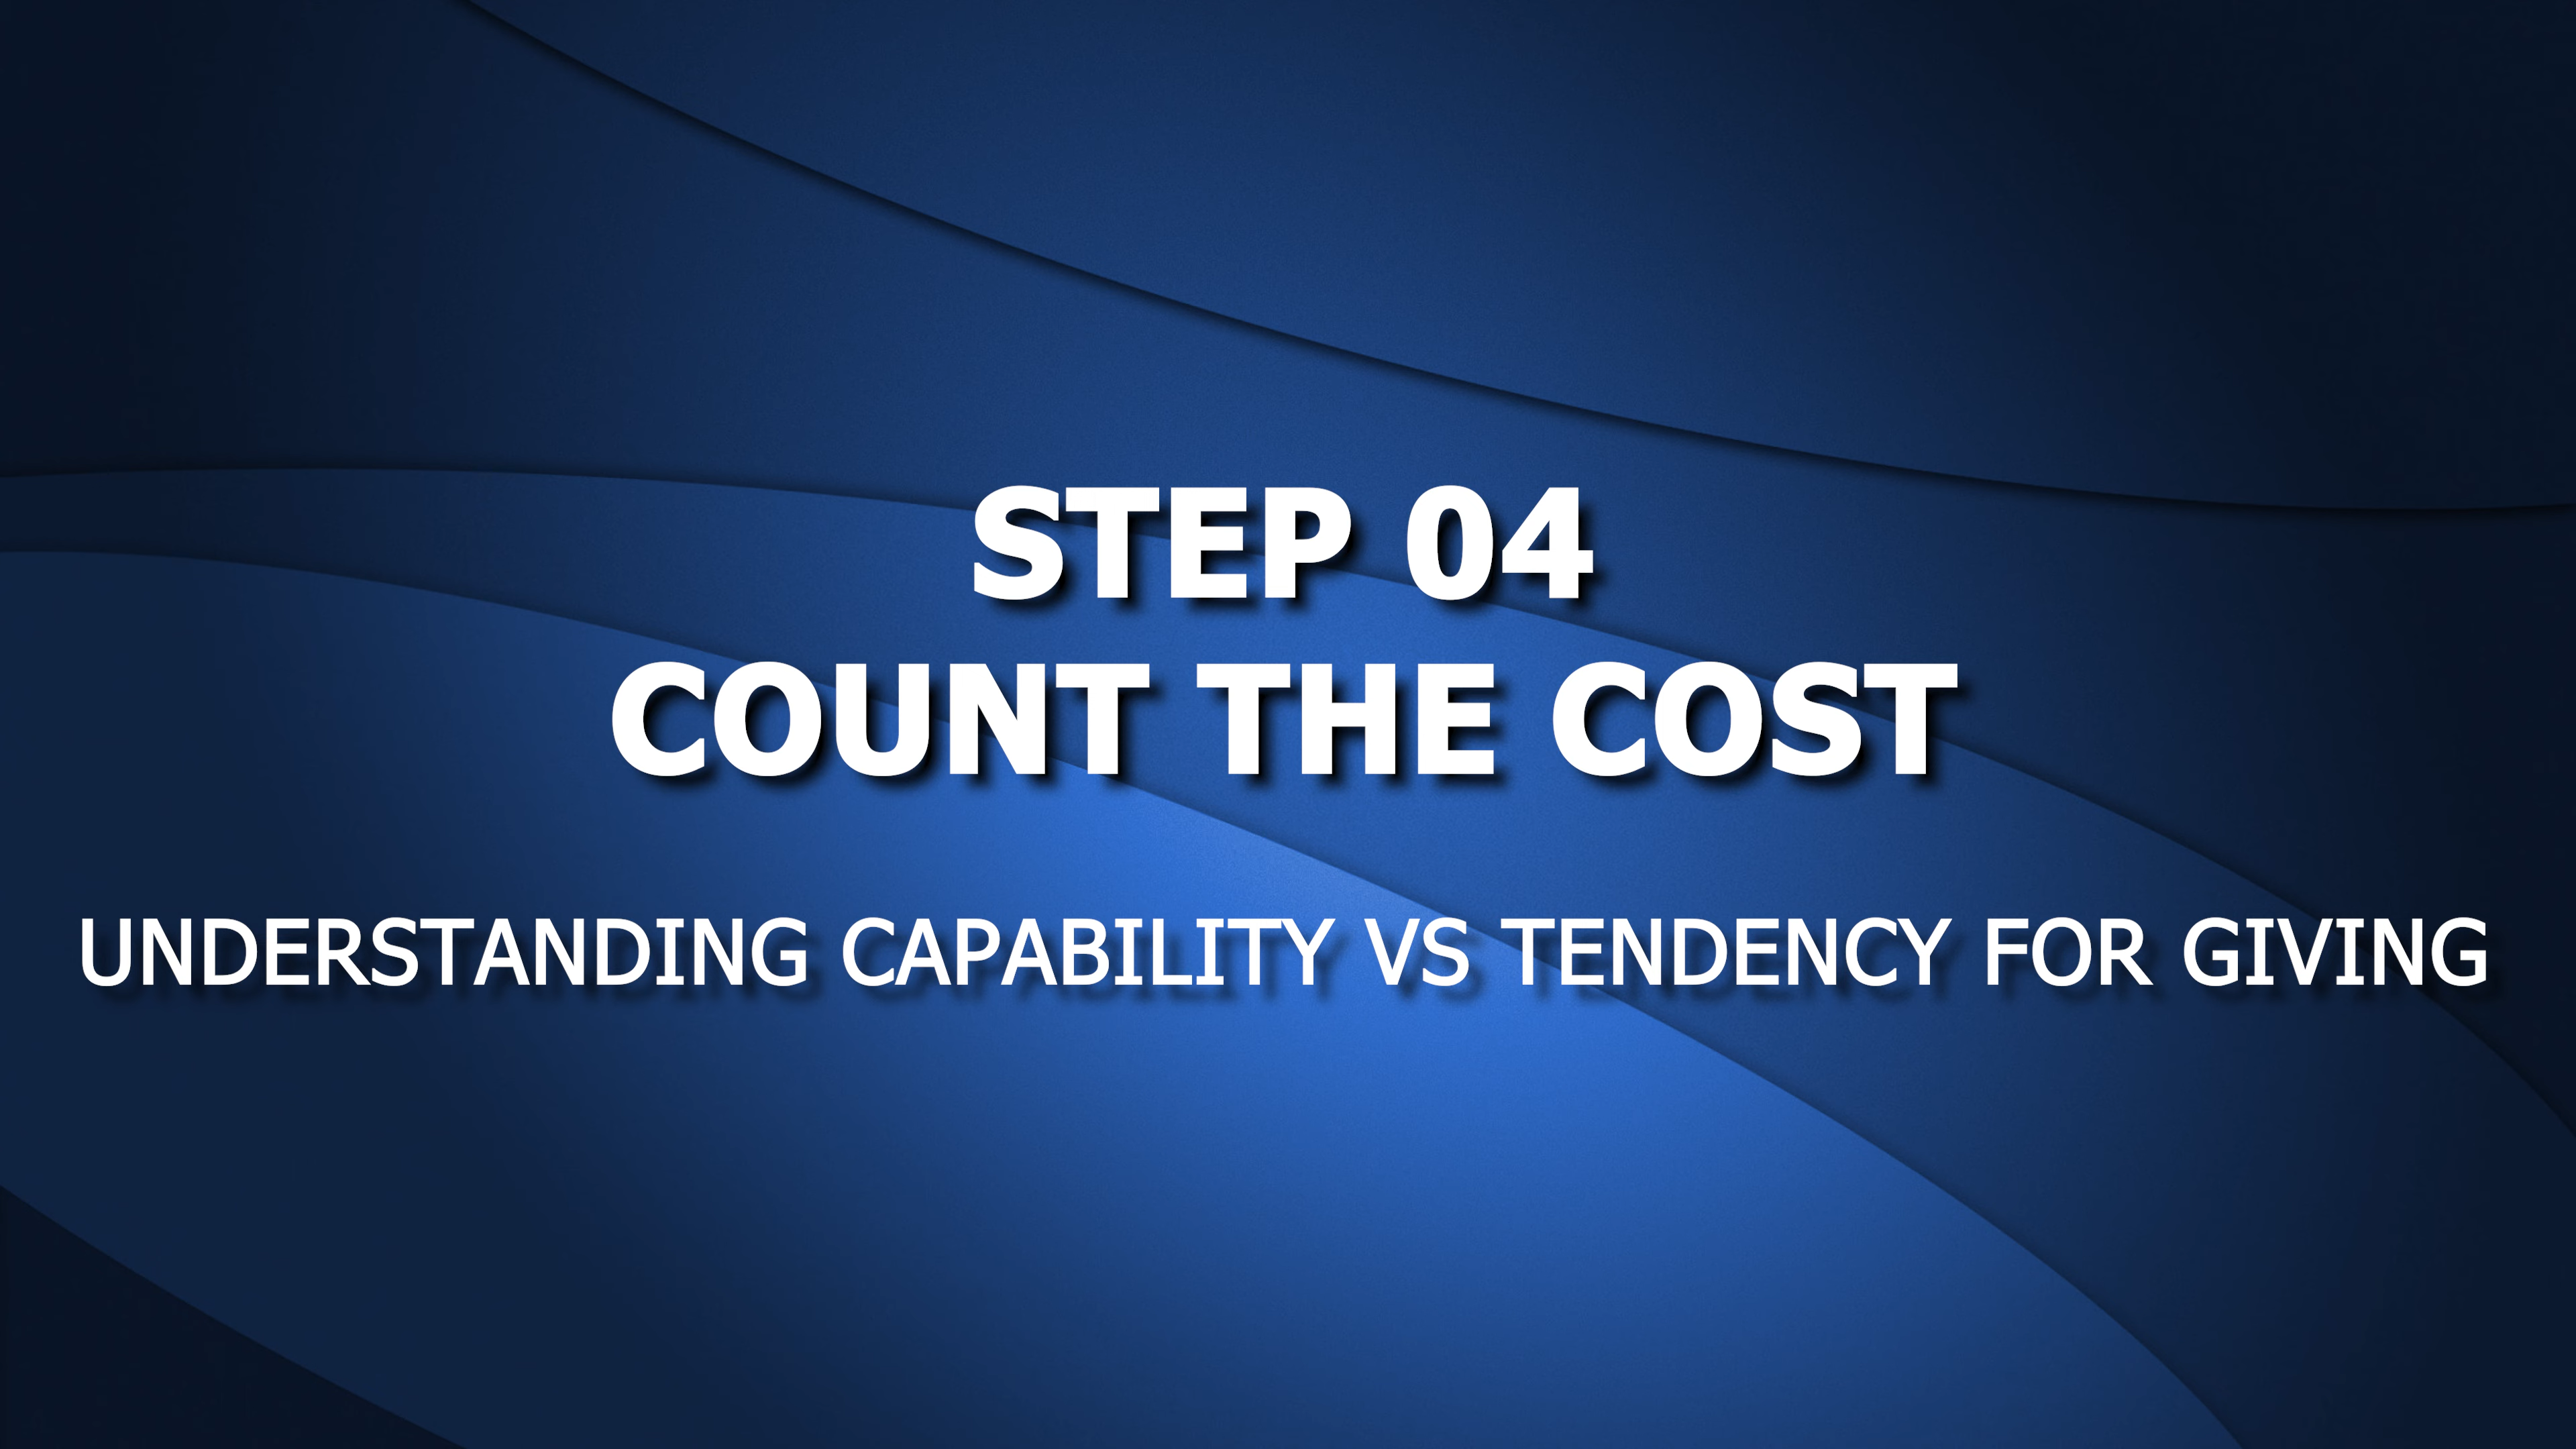 STEP 04
COUNT THE COST
UNDERSTANDING CAPABILITY VS TENDENCY FOR GIVING